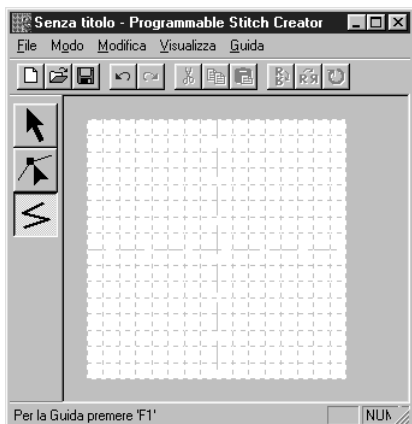 Senza titolo - Programmable Stitch Creator
File Modo Modifica Visualizza Guida
Per la Guida premere 'F1' NUM